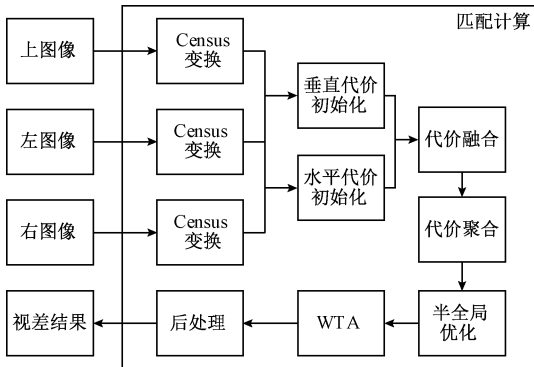 匹配计算
上图像
Census
变换
垂直代价
初始化
左图像
Census
变换
代价融合
水平代价
初始化
右图像
Census
变换
代价聚合
视差结果
后处理
WTA
半全局
优化